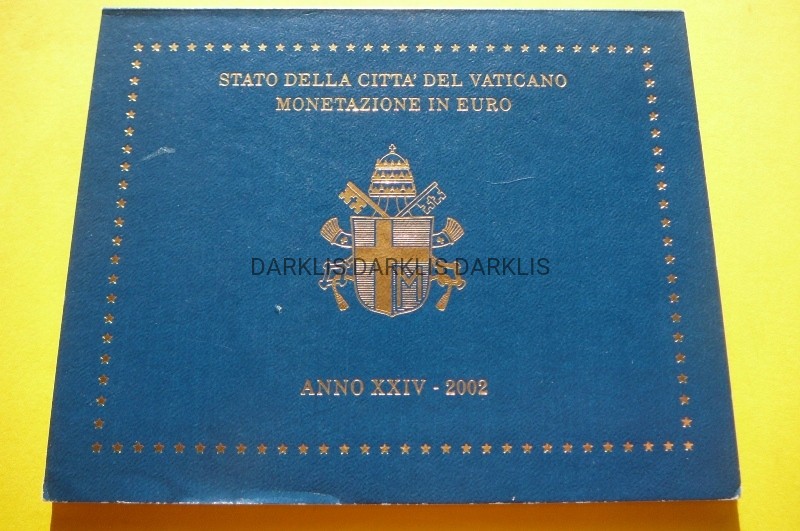 STATO DELLA CITTA' DEL VATICANO
MONETAZIONE IN EURO
DARKLIS DARKLIS DARKLIS
M
ANNO XXIV - 2002